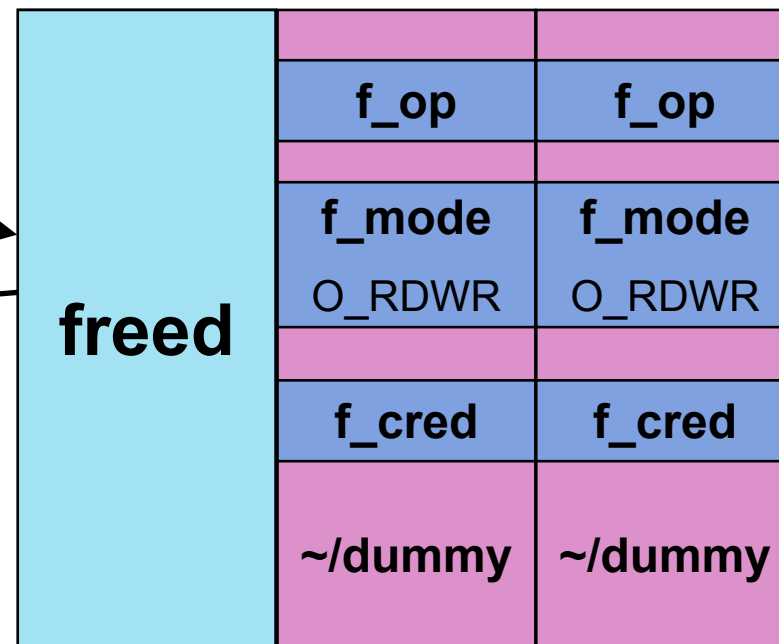 freed
f_op
f_mode
O_RDWR
f_cred
~/dummy
f_op
f_mode
O_RDWR
f_cred
~/dummy